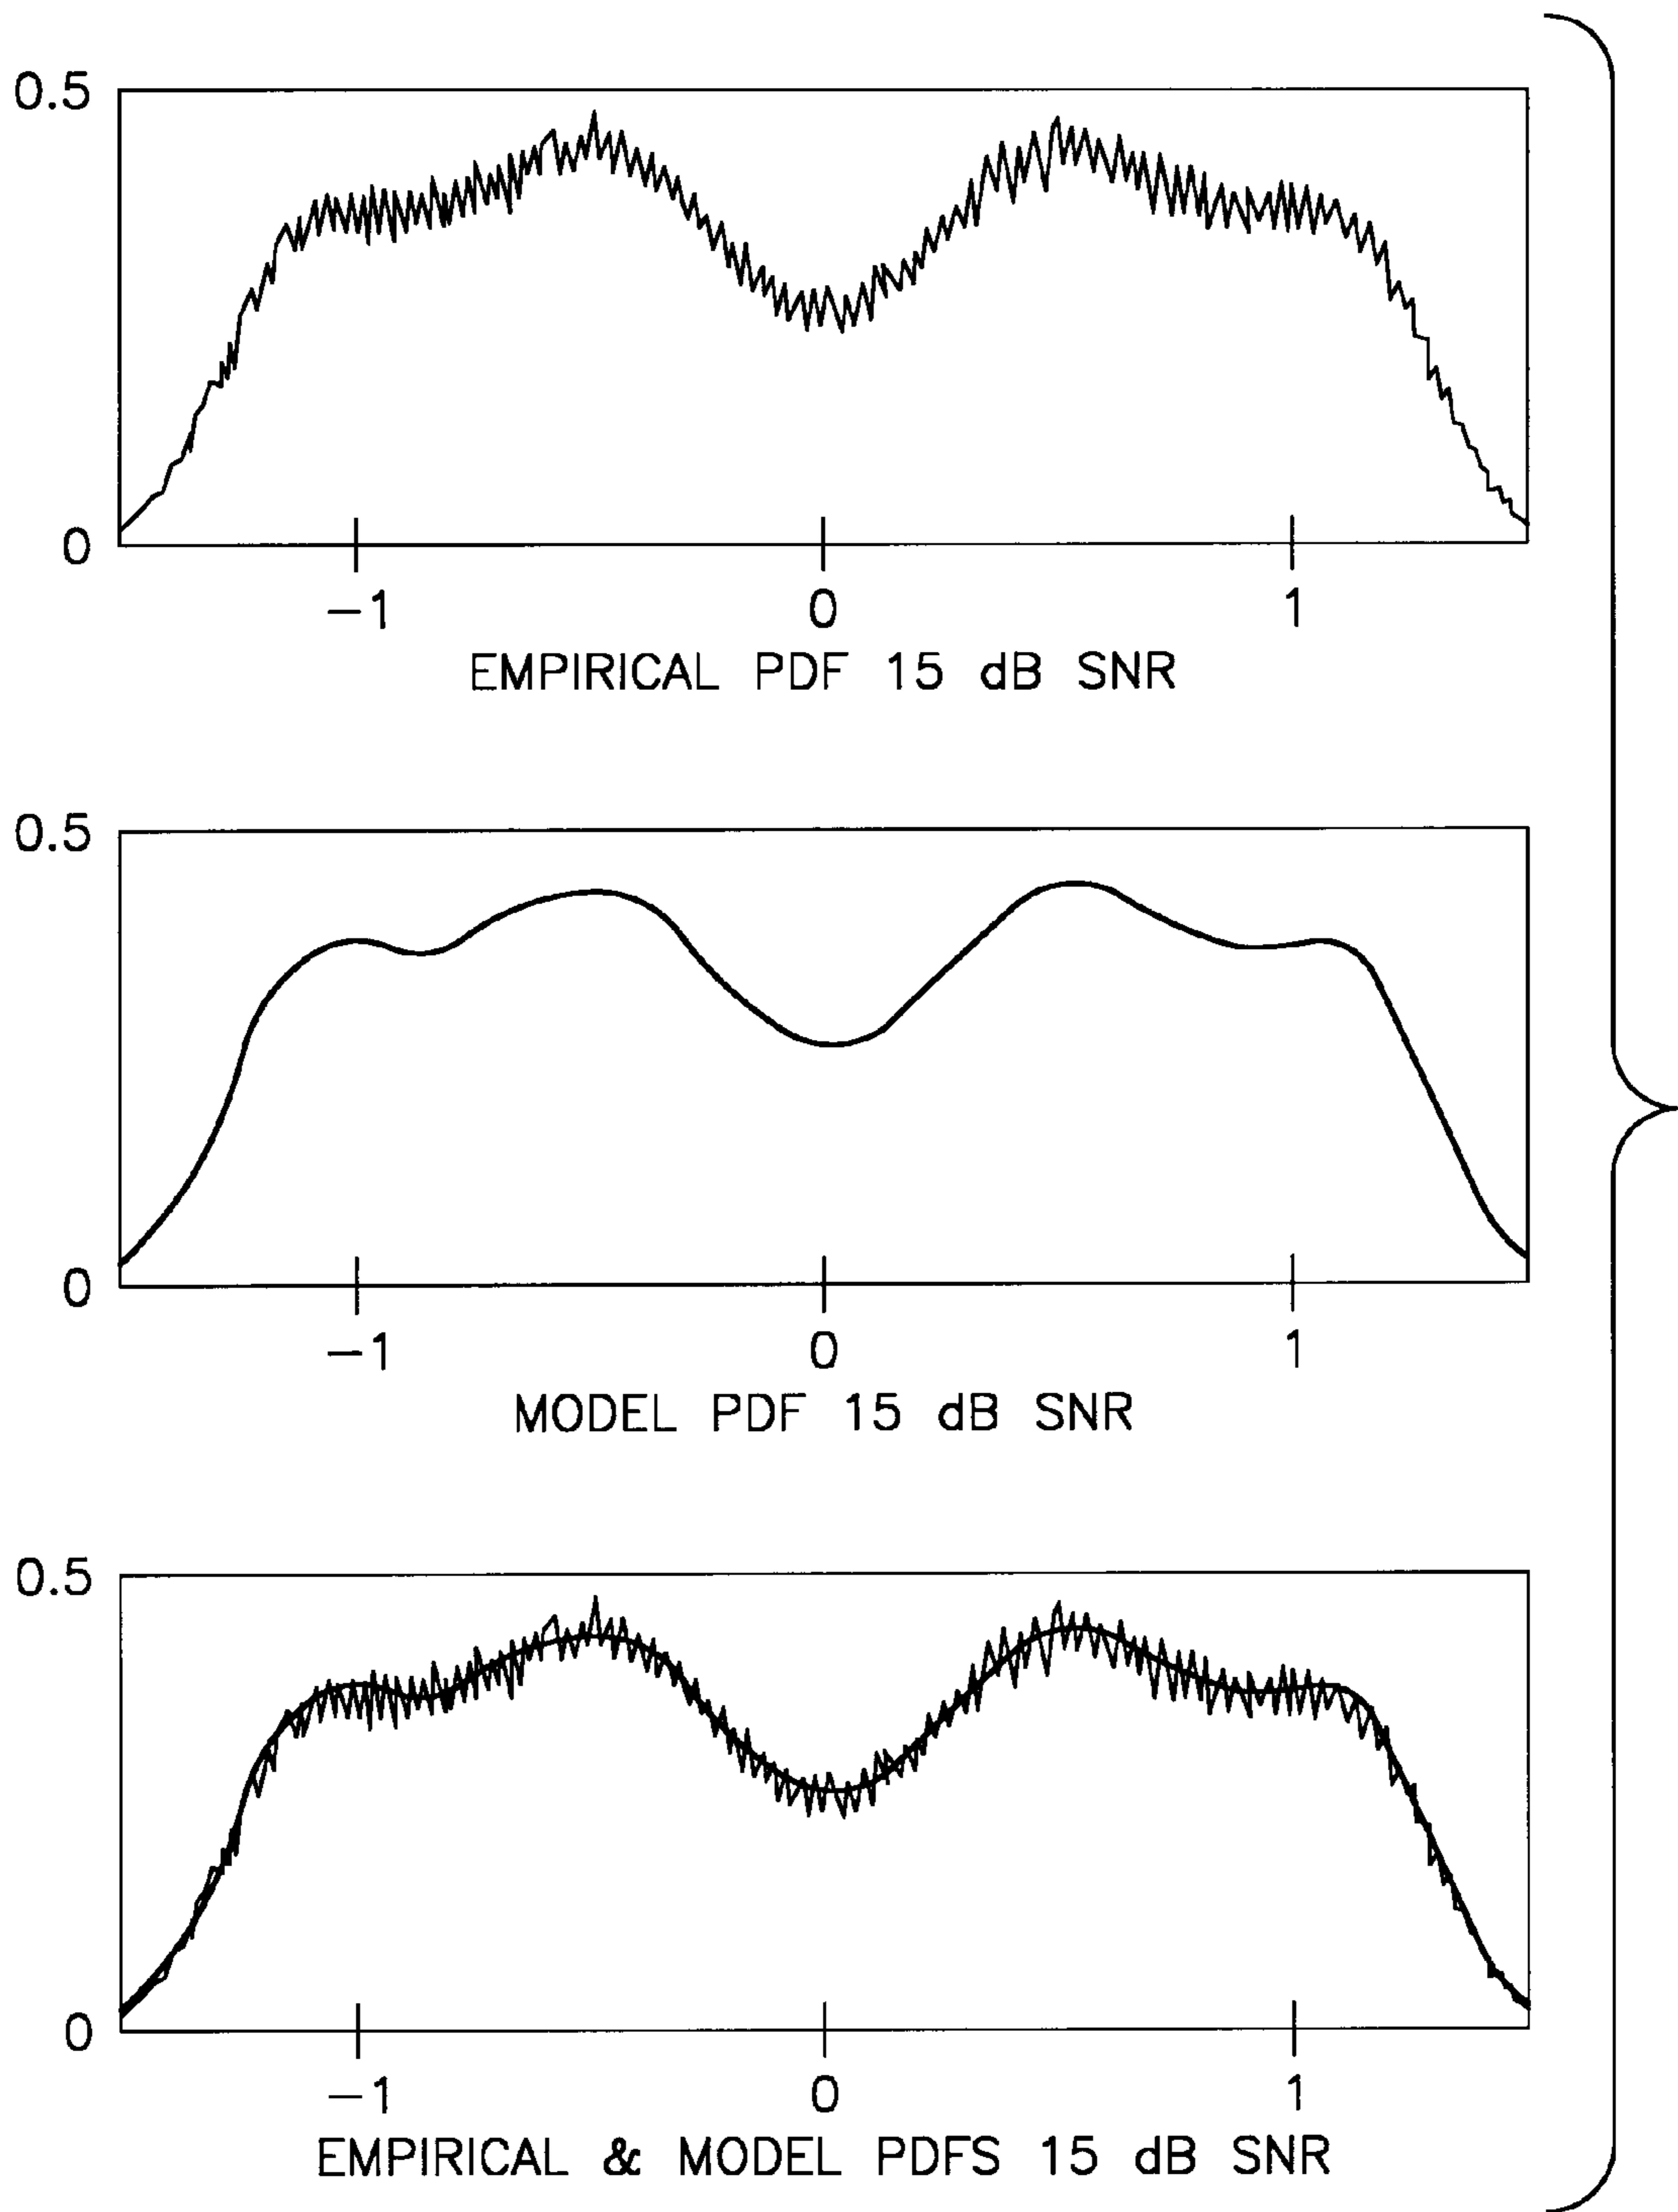 0.5
0
-1 0 1
EMPIRICAL PDF 15 dB SNR
0.5
0
-1 0 1
MODEL PDF 15 dB SNR
0.5
0
-1 0 1
EMPIRICAL & MODEL PDFS 15 dB SNR